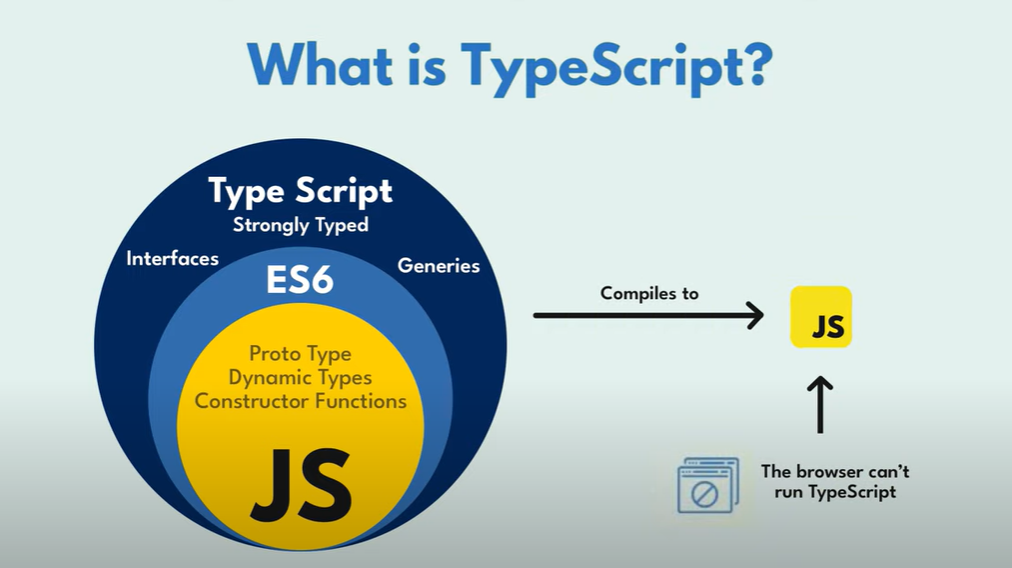 What is TypeScript?
Type Script
Strongly Typed
Interfaces
Generies
ES6
Proto Type
Dynamic Types
Constructor Functions
JS
Compiles to
JS
The browser can't
run TypeScript